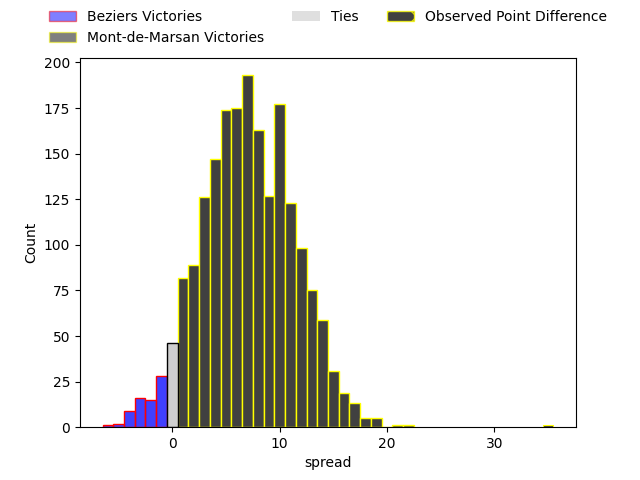 Beziers Victories
Mont-de-Marsan Victories
Ties
Observed Point Difference
200
175
150
125
100
75
50
25
0
Count
0 10 20 30
spread